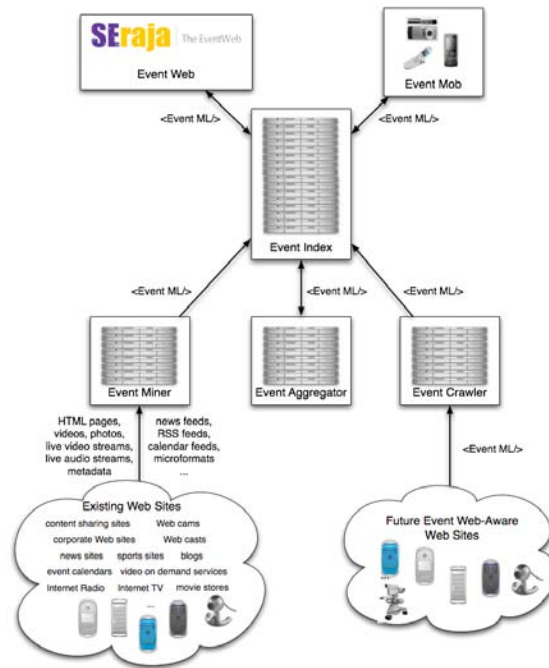 SEraja | The EventWeb
Event Web
Event Mob
<Event ML/>
<Event ML/>
Event Index
<Event ML/>
<Event ML/>
<Event ML/>
Event Miner
Event Aggregator
Event Crawler
HTML pages,
videos, photos,
live video streams,
live audio streams,
metadata
news feeds,
RSS feeds,
calendar feeds,
microformats
...
<Event ML/>
Existing Web Sites
content sharing sites Web cams
corporate Web sites Web casts
news sites sports sites blogs
event calendars video on demand services
Internet Radio Internet TV movie stores
...
Future Event Web-Aware
Web Sites
...
...